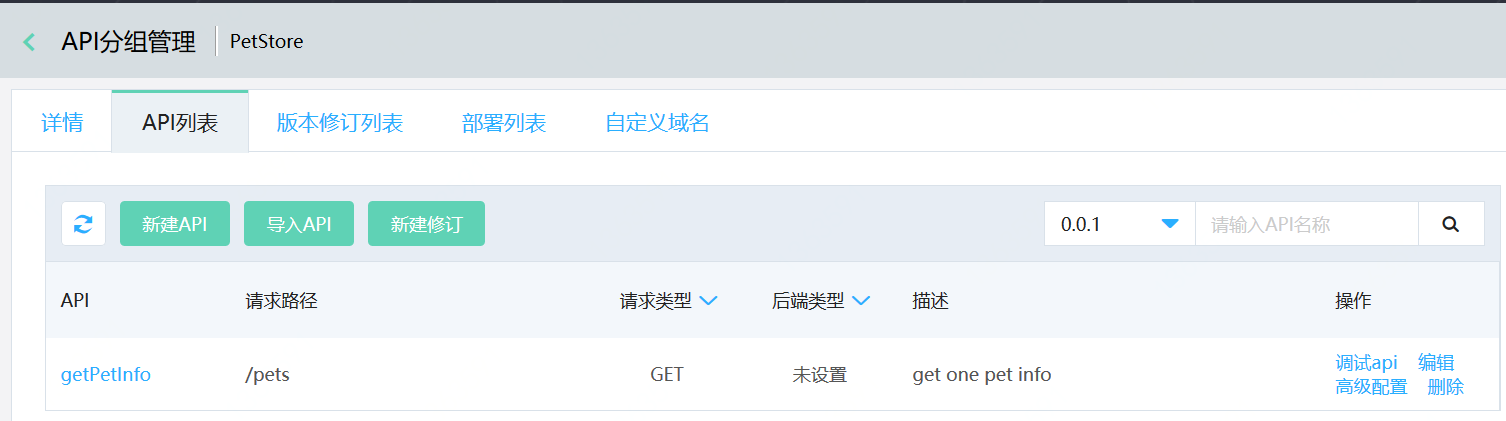 API分组管理 PetStore
详情 API列表 版本修订列表 部署列表 自定义域名
新建API 导入API 新建修订 0.0.1 请输入API名称
API 请求路径 请求类型 后端类型 描述 操作
getPetInfo /pets GET 未设置 get one pet info 调试api 编辑
高级配置 删除